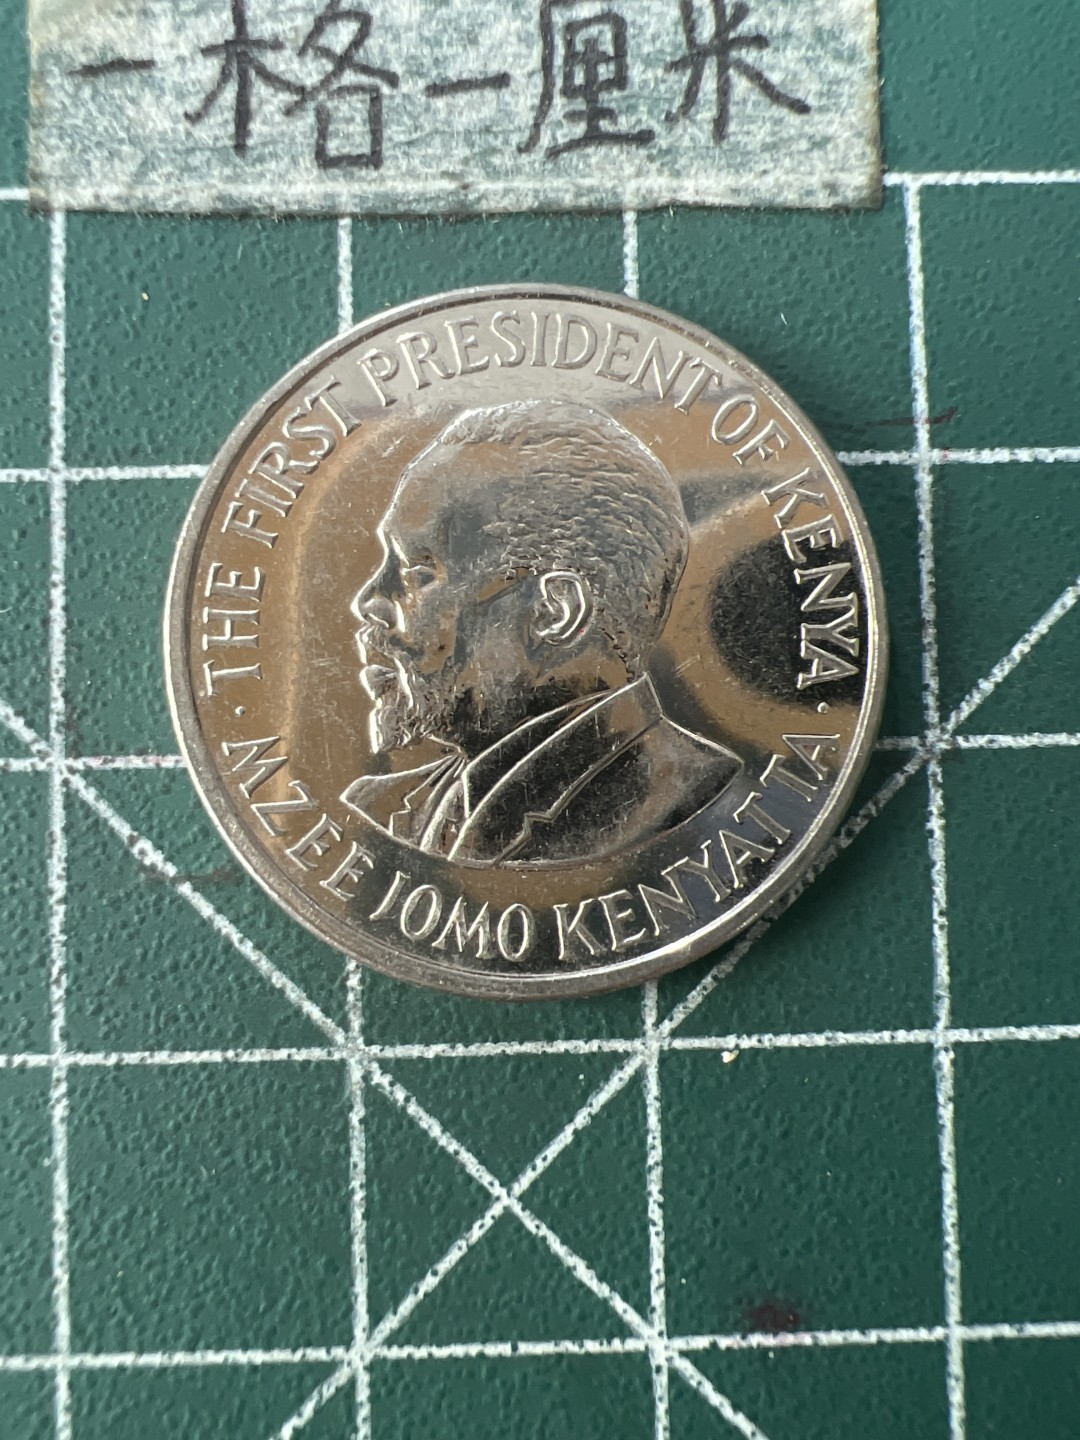 一格一厘米
· THE FIRST PRESIDENT OF KENYA ·
MZEE JOMO KENYATTA